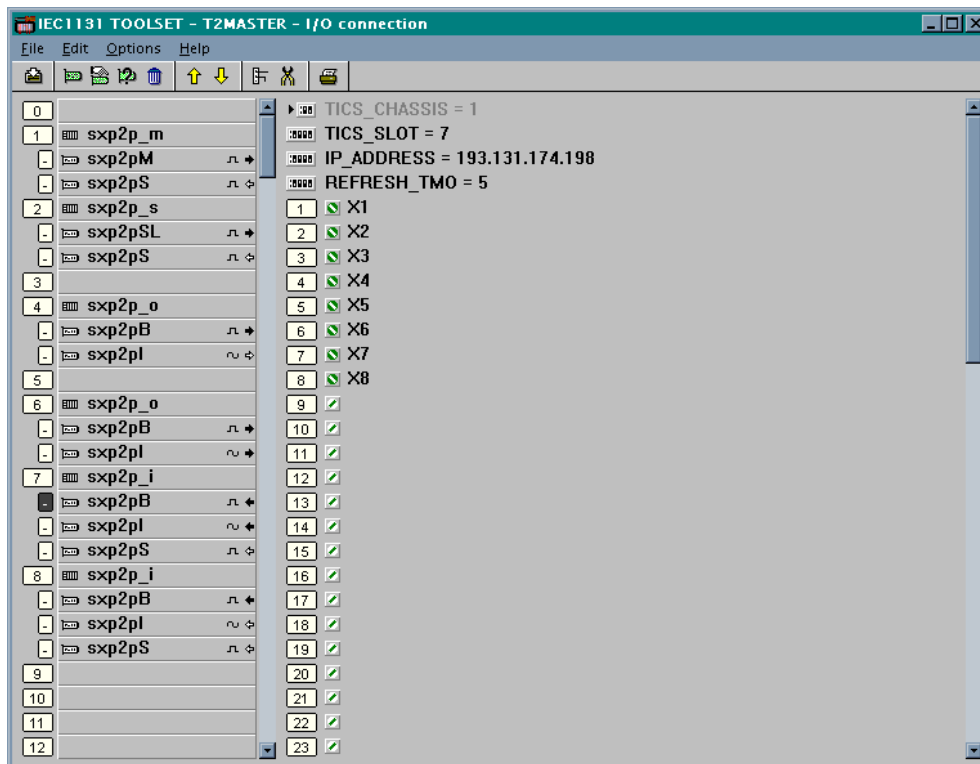 IEC1131 TOOLSET - T2MASTER - I/O connection
File Edit Options Help
0
1 sxp2p_m
- sxp2pM
- sxp2pS
2 sxp2p_s
- sxp2pSL
- sxp2pS
3
4 sxp2p_o
- sxp2pB
- sxp2pI
5
6 sxp2p_o
- sxp2pB
- sxp2pI
7 sxp2p_i
- sxp2pB
- sxp2pI
- sxp2pS
8 sxp2p_i
- sxp2pB
- sxp2pI
- sxp2pS
9
10
11
12
TICS_CHASSIS = 1
TICS_SLOT = 7
IP_ADDRESS = 193.131.174.198
REFRESH_TMO = 5
1 X1
2 X2
3 X3
4 X4
5 X5
6 X6
7 X7
8 X8
9
10
11
12
13
14
15
16
17
18
19
20
21
22
23